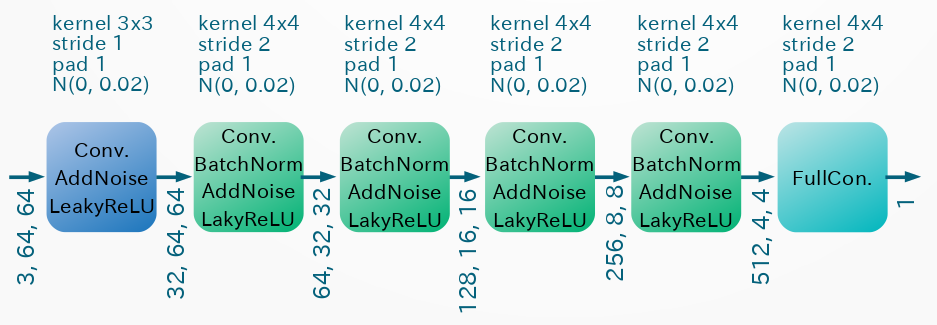 kernel 3x3
stride 1
pad 1
N(0, 0.02)
kernel 4x4
stride 2
pad 1
N(0, 0.02)
kernel 4x4
stride 2
pad 1
N(0, 0.02)
kernel 4x4
stride 2
pad 1
N(0, 0.02)
kernel 4x4
stride 2
pad 1
N(0, 0.02)
kernel 4x4
stride 2
pad 1
N(0, 0.02)
3, 64, 64
Conv.
AddNoise
LeakyReLU
32, 64, 64
Conv.
BatchNorm
AddNoise
LakyReLU
64, 32, 32
Conv.
BatchNorm
AddNoise
LakyReLU
128, 16, 16
Conv.
BatchNorm
AddNoise
LakyReLU
256, 8, 8
Conv.
BatchNorm
AddNoise
LakyReLU
512, 4, 4
FullCon.
1